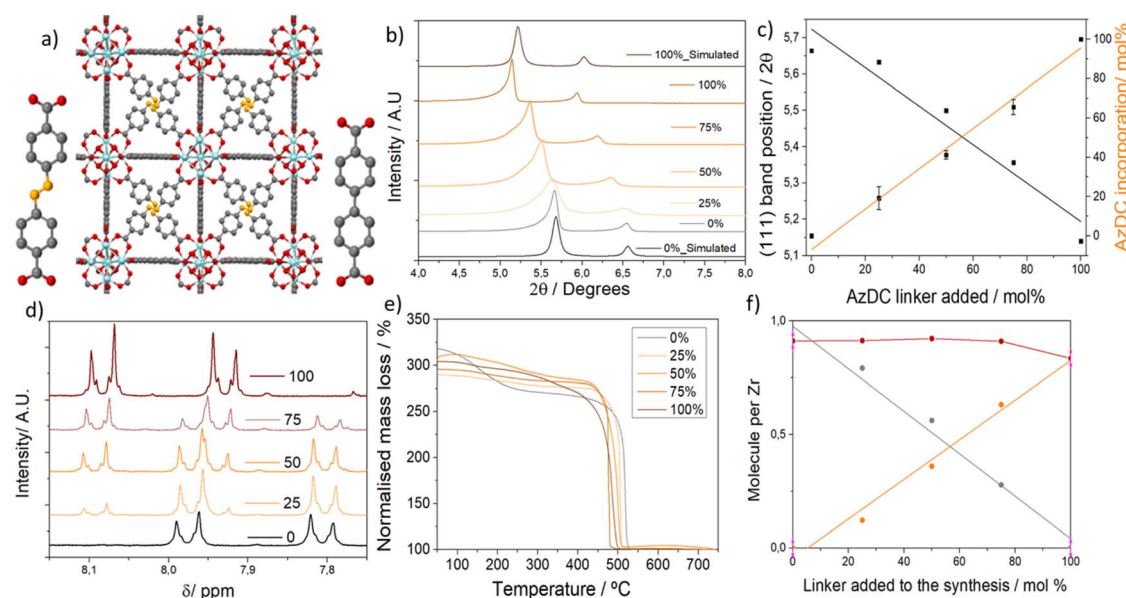 a)
b)
Intensity / A.U
100%_Simulated
100%
75%
50%
25%
0%
0%_Simulated
4,0 4,5 5,0 5,5 6,0 6,5 7,0 7,5 8,0
2θ / Degrees
c)
(111) band position / 2θ
5,7
5,6
5,5
5,4
5,3
5,2
5,1
100
80
60
40
20
0
AzDC incorporation/ mol%
0 20 40 60 80 100
AzDC linker added / mol%
d)
Intensity/ A.U.
100
75
50
25
0
8,1 8,0 7,9 7,8
δ/ ppm
e)
Normalised mass loss / %
350
300
250
200
150
100
0%
25%
50%
75%
100%
100 200 300 400 500 600 700
Temperature / ºC
f)
Molecule per Zr
1,0
0,5
0,0
0 20 40 60 80 100
Linker added to the synthesis / mol %